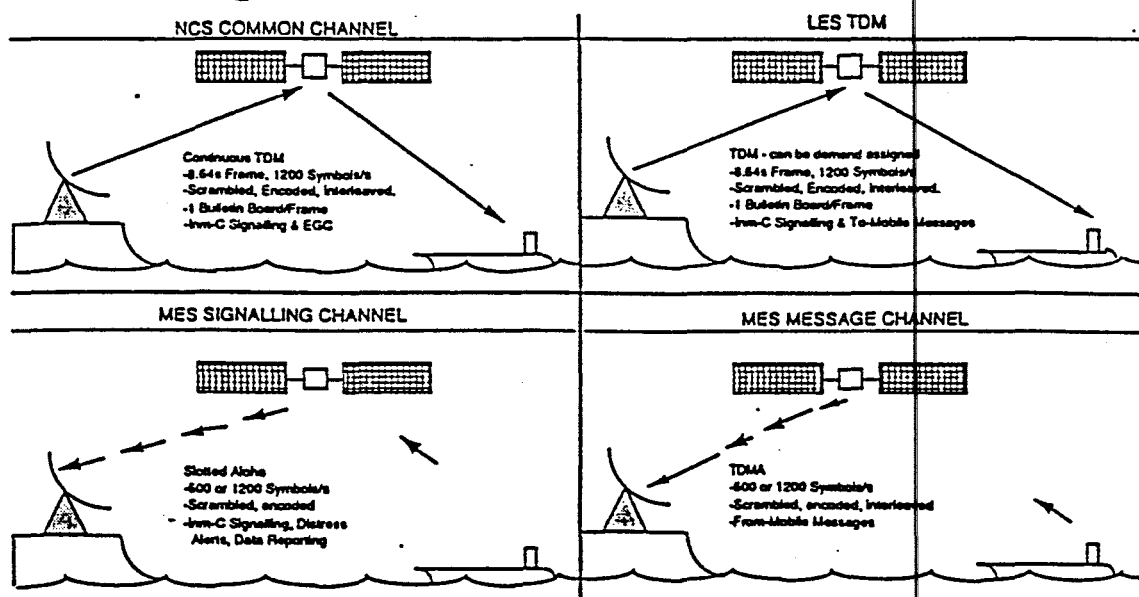 NCS COMMON CHANNEL
Continuous TDM
-8.64s Frame, 1200 Symbols/s
-Scrambled, Encoded, Interleaved.
-1 Bulletin Board/Frame
-Inm-C Signalling & EGC
LES TDM
TDM - can be demand assigned
-8.64s Frame, 1200 Symbols/s
-Scrambled, Encoded, Interleaved.
-1 Bulletin Board/Frame
-Inm-C Signalling & To-Mobile Messages
MES SIGNALLING CHANNEL
Slotted Aloha
-600 or 1200 Symbols/s
-Scrambled, encoded
-Inm-C Signalling, Distress
Alerts, Data Reporting
MES MESSAGE CHANNEL
TDMA
-600 or 1200 Symbols/s
-Scrambled, encoded, interleaved
-From-Mobile Messages